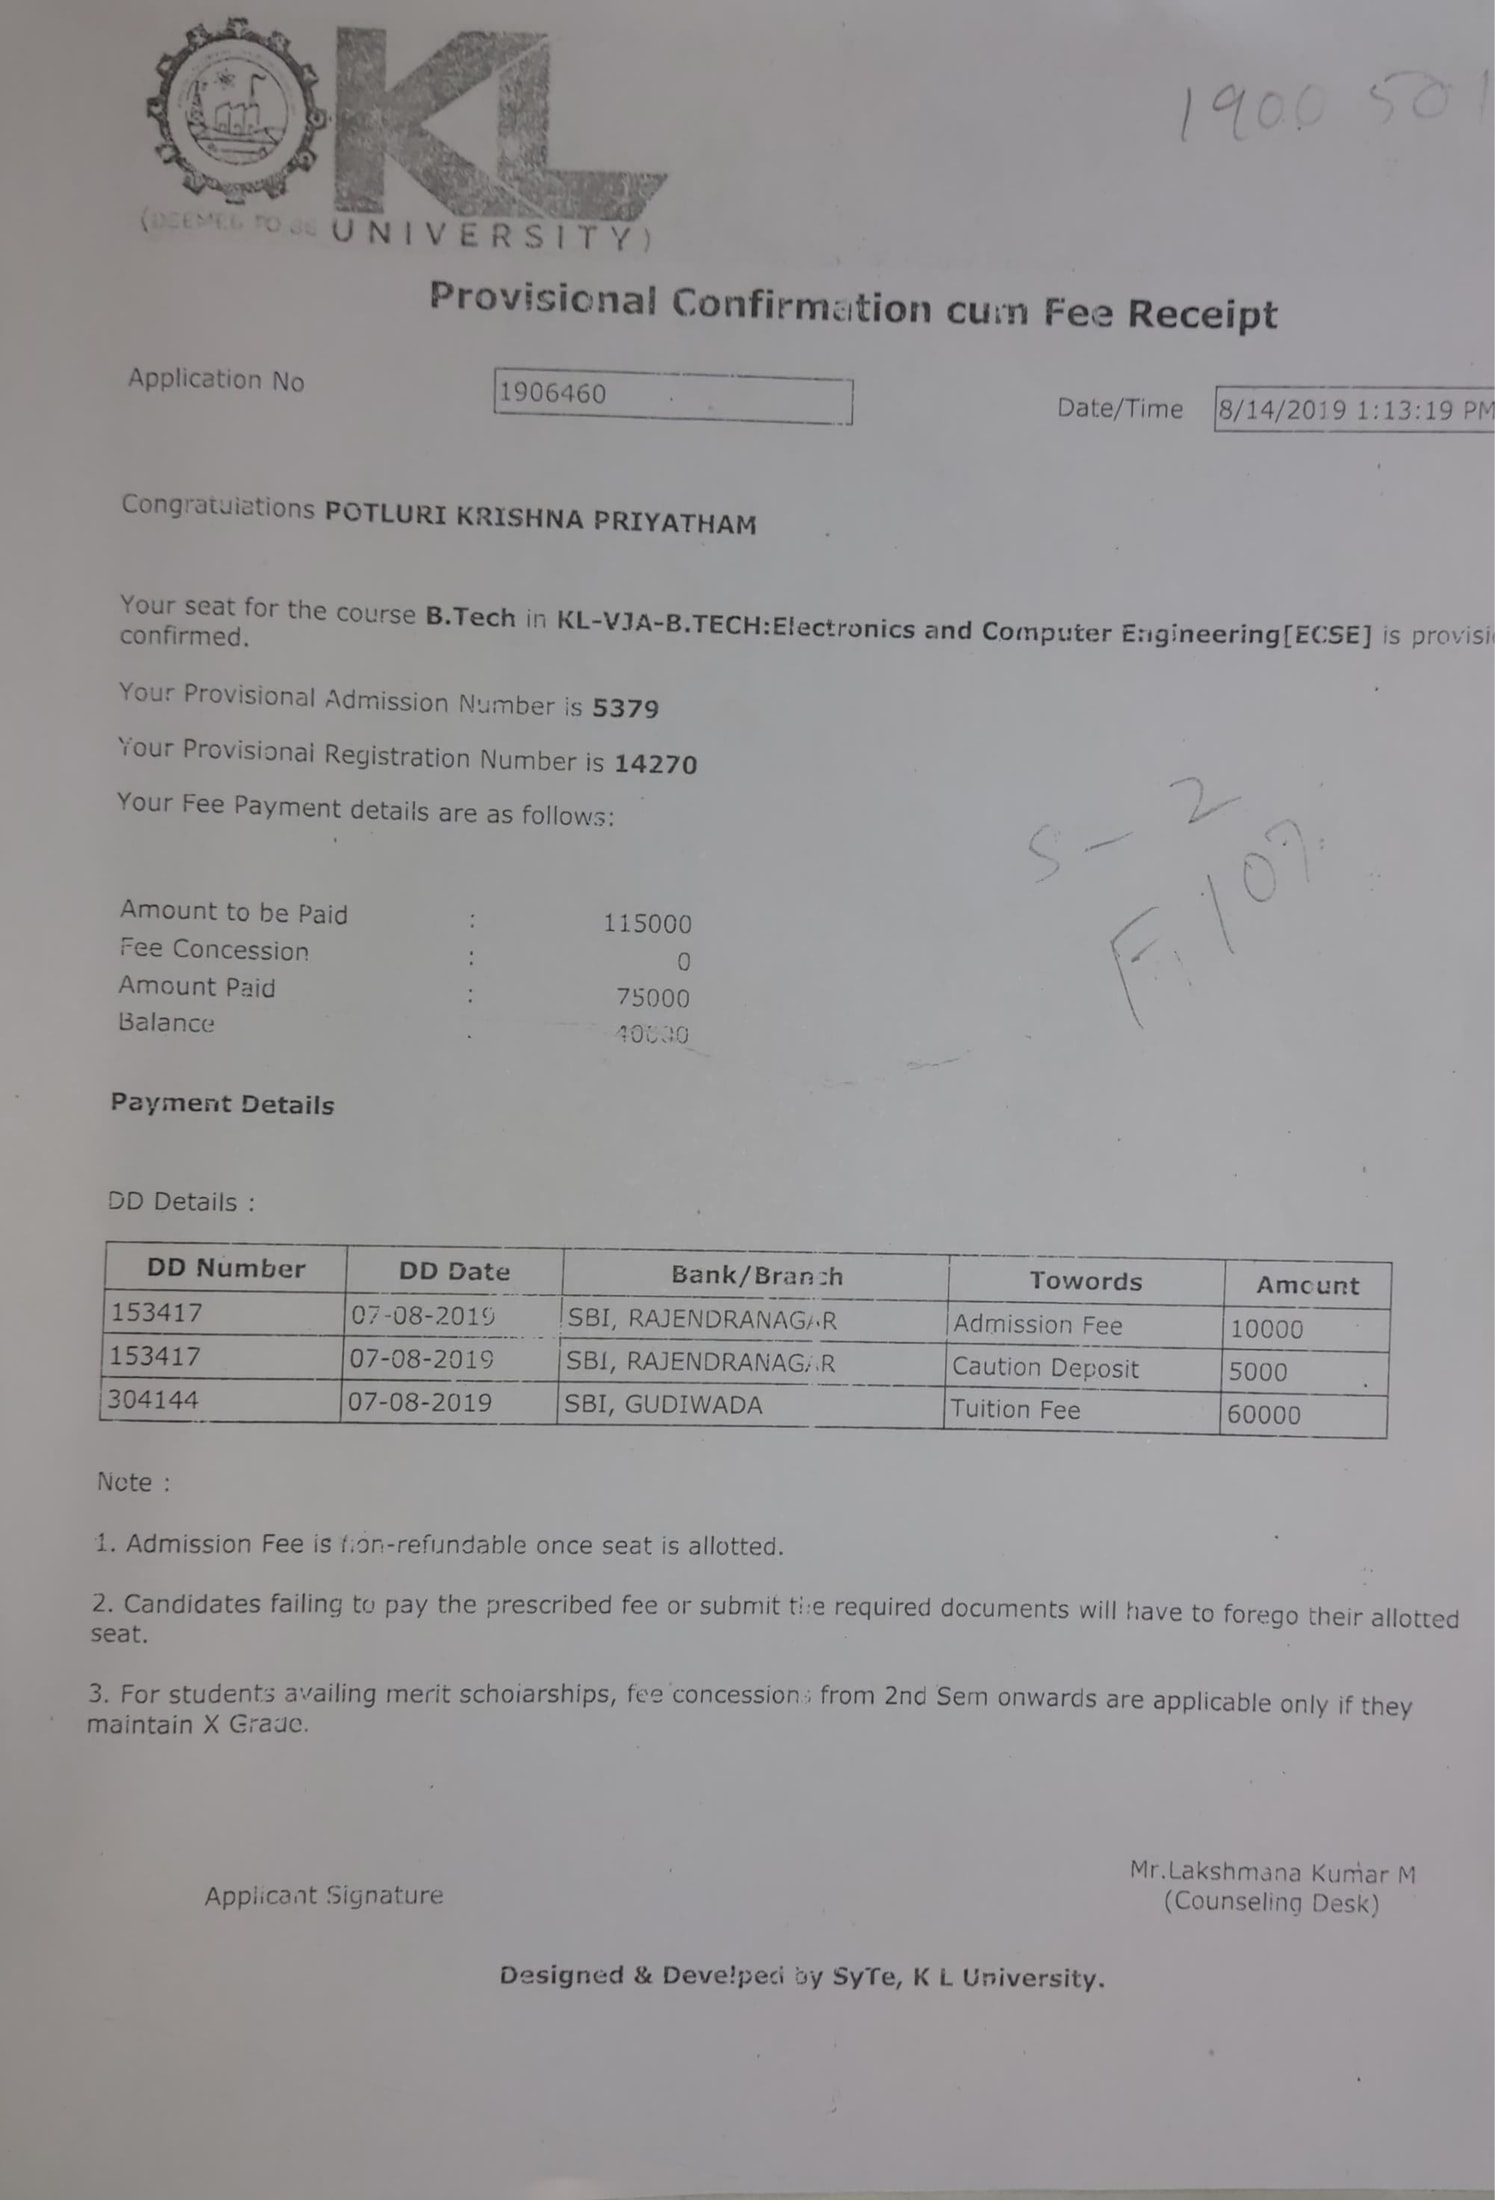 KL
(DEEMED TO BE UNIVERSITY)
1900 501
Provisional Confirmation cum Fee Receipt
Application No 1906460 Date/Time 8/14/2019 1:13:19 PM
Congratulations POTLURI KRISHNA PRIYATHAM
Your seat for the course B.Tech in KL-VJA-B.TECH:Electronics and Computer Engineering[ECSE] is provisi
confirmed.
Your Provisional Admission Number is 5379
Your Provisional Registration Number is 14270
Your Fee Payment details are as follows:
S-2
F. 10%
Amount to be Paid : 115000
Fee Concession : 0
Amount Paid : 75000
Balance : 40000
Payment Details
DD Details :
DD Number DD Date Bank/Branch Towords Amount
153417 07-08-2019 SBI, RAJENDRANAGAR Admission Fee 10000
153417 07-08-2019 SBI, RAJENDRANAGAR Caution Deposit 5000
304144 07-08-2019 SBI, GUDIWADA Tuition Fee 60000
Note :
1. Admission Fee is non-refundable once seat is allotted.
2. Candidates failing to pay the prescribed fee or submit the required documents will have to forego their allotted
seat.
3. For students availing merit scholarships, fee concessions from 2nd Sem onwards are applicable only if they
maintain X Grade.
Applicant Signature
Mr.Lakshmana Kumar M
(Counseling Desk)
Designed & Develped by SyTe, K L University.